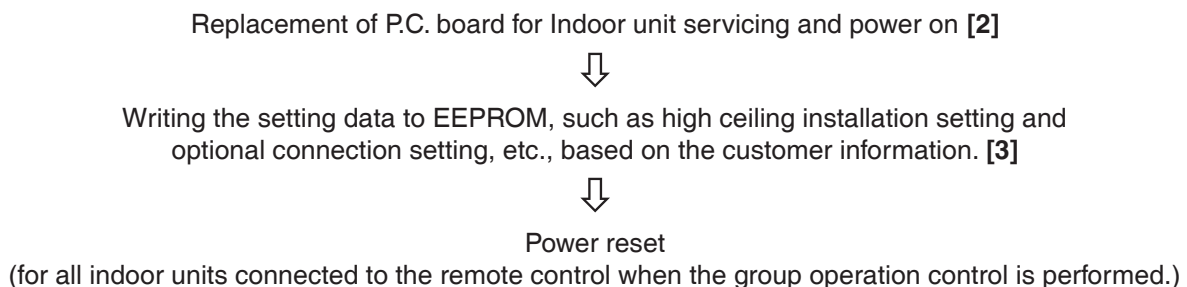 Replacement of P.C. board for Indoor unit servicing and power on [2]
Writing the setting data to EEPROM, such as high ceiling installation setting and
optional connection setting, etc., based on the customer information. [3]
Power reset
(for all indoor units connected to the remote control when the group operation control is performed.)